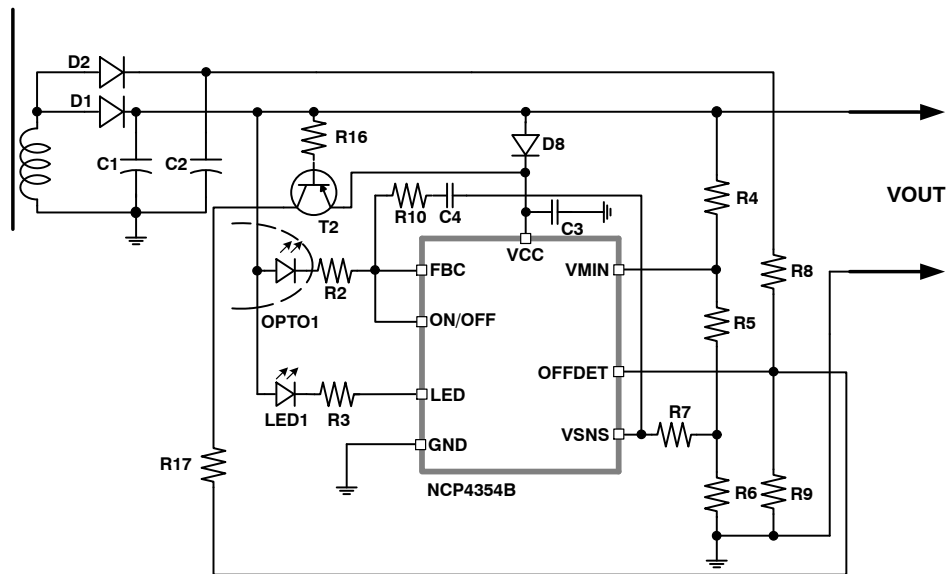 D2
D1
R16
D8
C1
C2
R4
VOUT
R10
C4
C3
T2
VCC
FBC
VMIN
R8
R2
OPTO1
ON/OFF
R5
OFFDET
LED
LED1
R3
R7
VSNS
GND
R17
NCP4354B
R6
R9